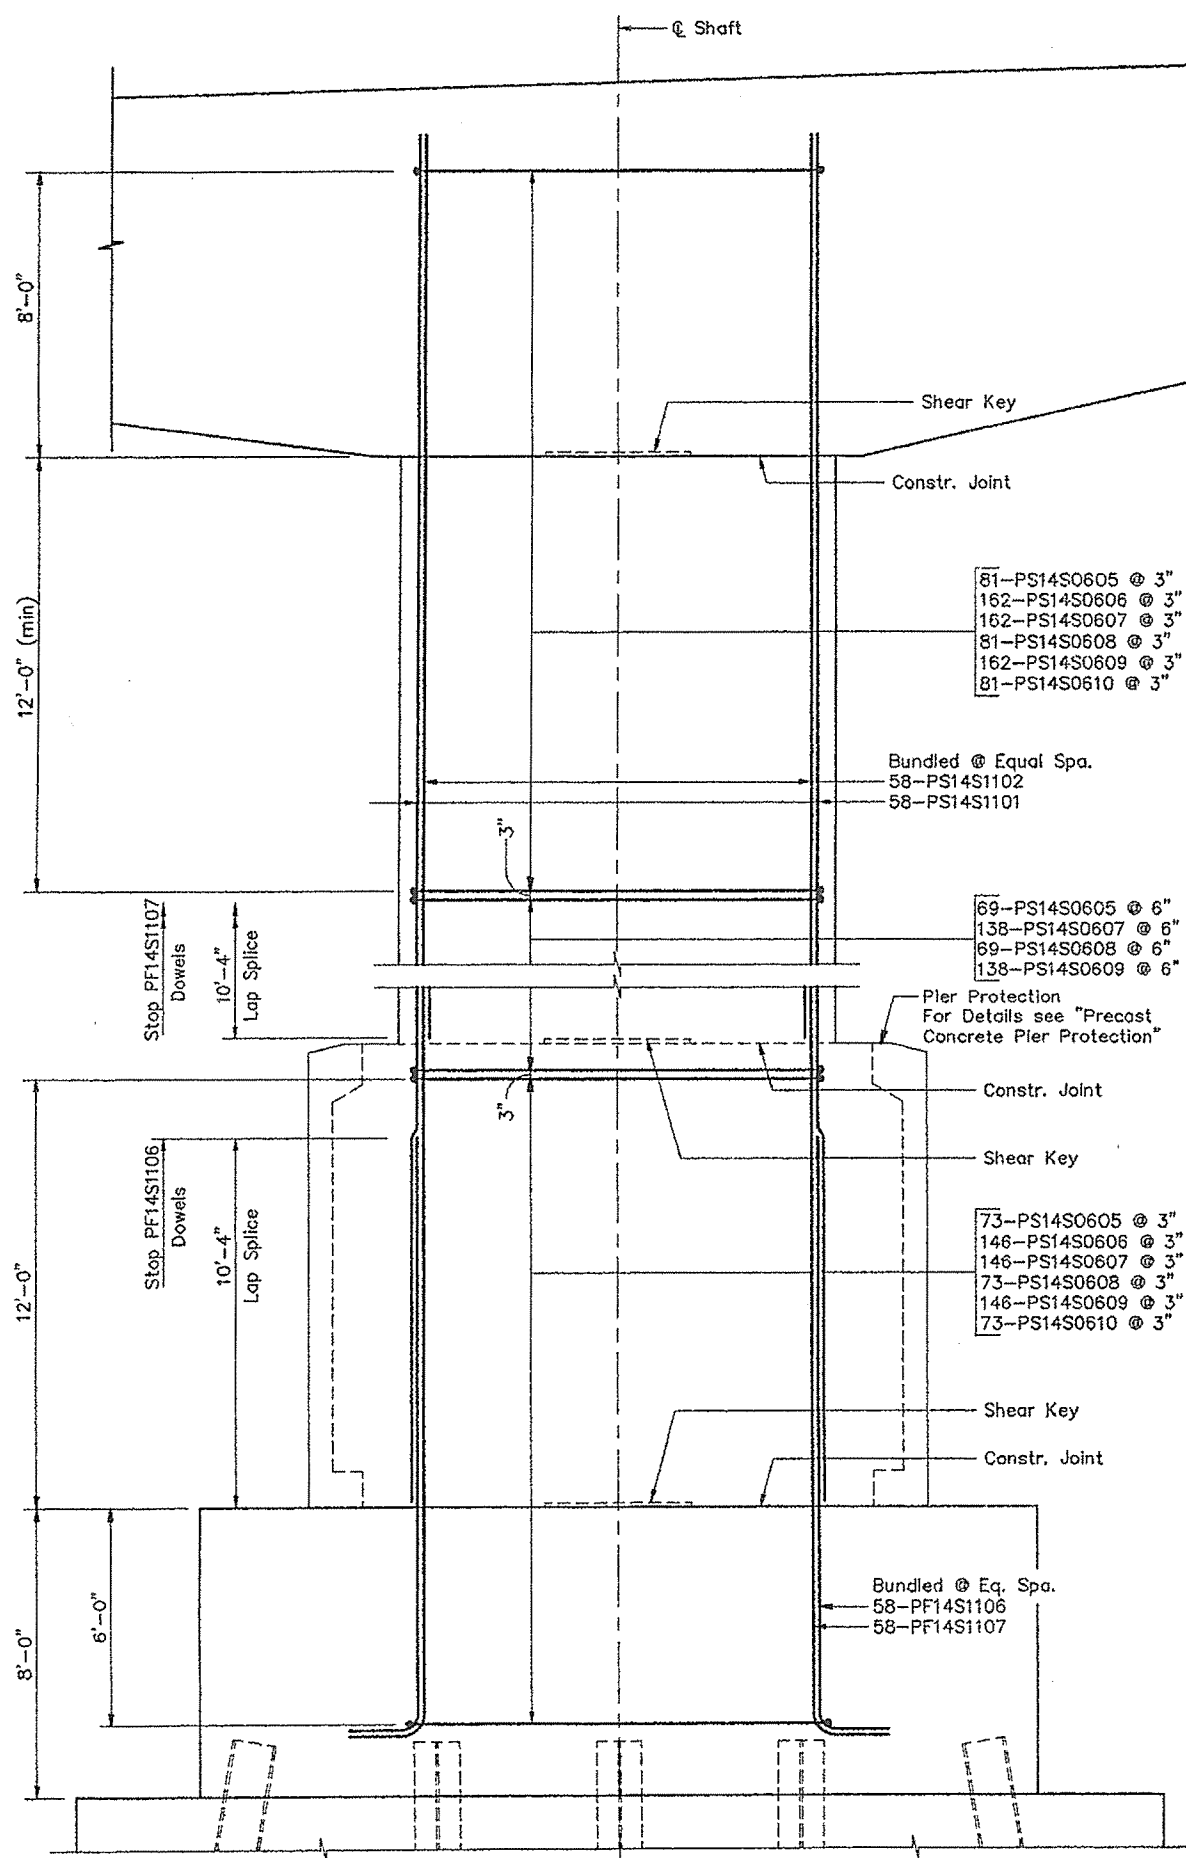 ℄ Shaft
8'-0"
Shear Key
Constr. Joint
12'-0" (min)
81-PS14S0605 @ 3"
162-PS14S0606 @ 3"
162-PS14S0607 @ 3"
81-PS14S0608 @ 3"
162-PS14S0609 @ 3"
81-PS14S0610 @ 3"
Bundled @ Equal Spa.
58-PS14S1102
58-PS14S1101
3"
Stop PF14S1107
Dowels
10'-4"
Lap Splice
69-PS14S0605 @ 6"
138-PS14S0607 @ 6"
69-PS14S0608 @ 6"
138-PS14S0609 @ 6"
Pier Protection
For Details see "Precast
Concrete Pier Protection"
3"
Constr. Joint
Shear Key
Stop PF14S1106
Dowels
10'-4"
Lap Splice
12'-0"
73-PS14S0605 @ 3"
146-PS14S0606 @ 3"
146-PS14S0607 @ 3"
73-PS14S0608 @ 3"
146-PS14S0609 @ 3"
73-PS14S0610 @ 3"
Shear Key
Constr. Joint
8'-0"
6'-0"
Bundled @ Eq. Spa.
58-PF14S1106
58-PF14S1107